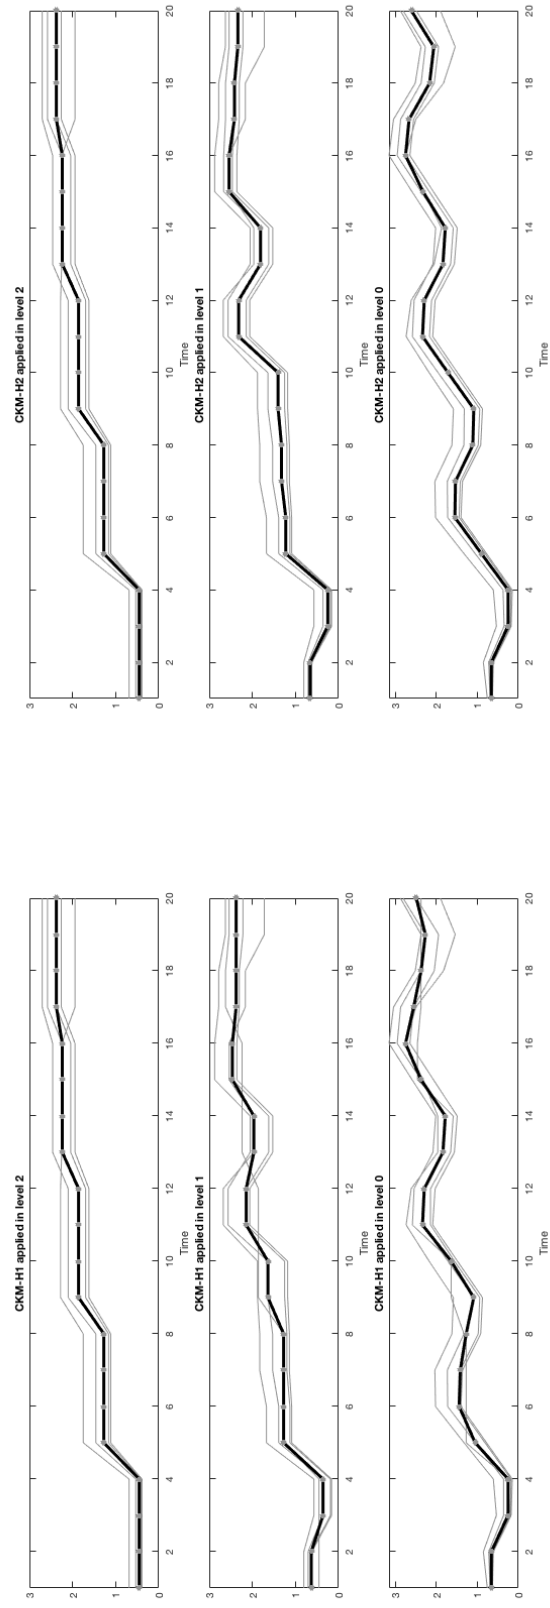 CKM-H1 applied in level 2
3
2
1
0
2 4 6 8 10 12 14 16 18 20
Time
CKM-H2 applied in level 2
3
2
1
0
2 4 6 8 10 12 14 16 18 20
Time
CKM-H1 applied in level 1
3
2
1
0
2 4 6 8 10 12 14 16 18 20
Time
CKM-H2 applied in level 1
3
2
1
0
2 4 6 8 10 12 14 16 18 20
Time
CKM-H1 applied in level 0
3
2
1
0
2 4 6 8 10 12 14 16 18 20
Time
CKM-H2 applied in level 0
3
2
1
0
2 4 6 8 10 12 14 16 18 20
Time